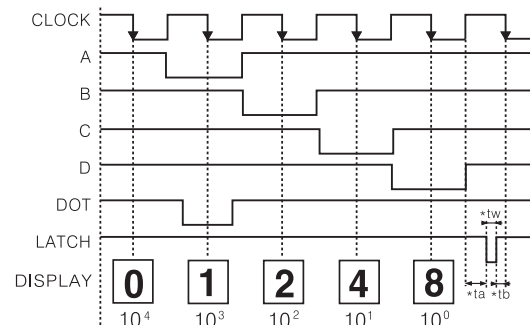 CLOCK
A
B
C
D
DOT
LATCH
*tw
*ta
*tb
DISPLAY 0 1 2 4 8
10⁴ 10³ 10² 10¹ 10⁰